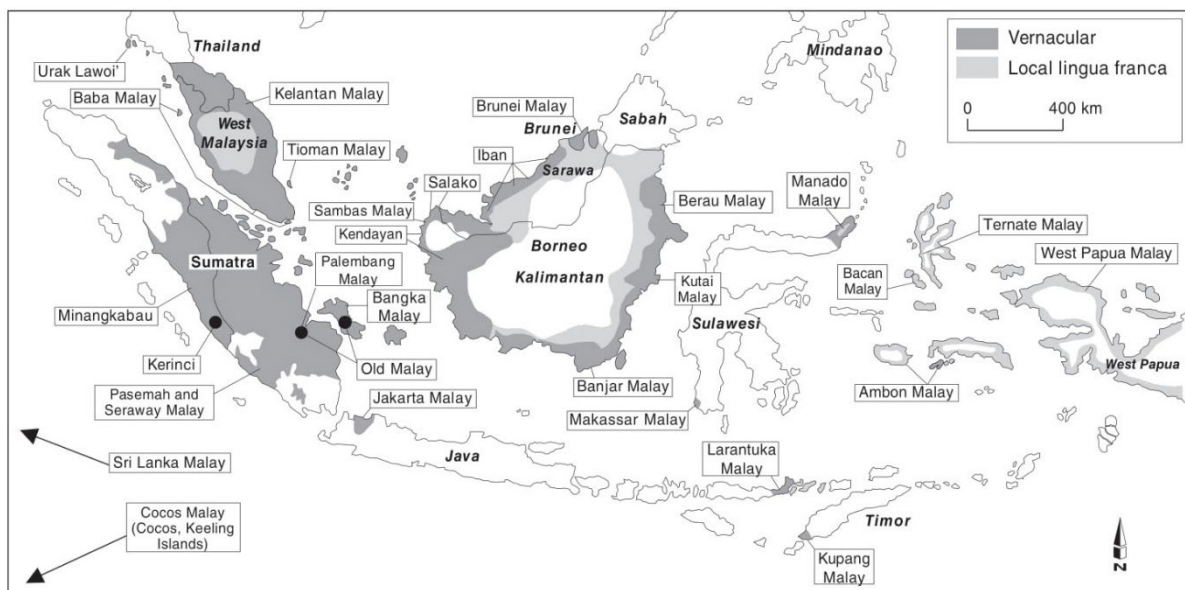 Thailand
Mindanao
Vernacular
Local lingua franca
0 400 km
Urak Lawoi'
Baba Malay
Kelantan Malay
West
Malaysia
Tioman Malay
Brunei Malay
Brunei
Sabah
Iban
Sarawa
Salako
Sambas Malay
Kendayan
Borneo
Kalimantan
Berau Malay
Manado
Malay
Ternate Malay
West Papua Malay
Bacan
Malay
Sumatra
Palembang
Malay
Bangka
Malay
Minangkabau
Kutai
Malay
Sulawesi
Kerinci
Old Malay
Pasemah and
Seraway Malay
Jakarta Malay
Banjar Malay
Makassar Malay
Ambon Malay
West Papua
Java
Larantuka
Malay
Sri Lanka Malay
Cocos Malay
(Cocos, Keeling
Islands)
Timor
Kupang
Malay
N